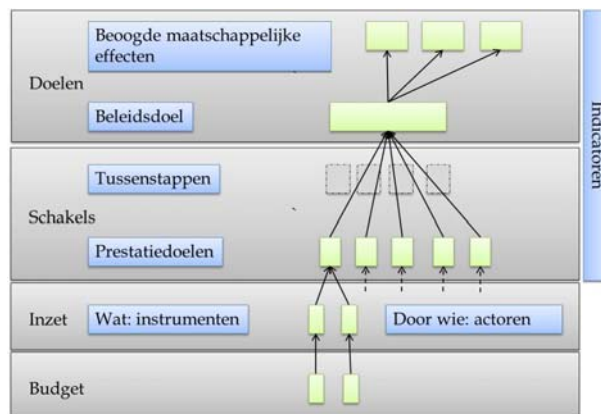 Beoogde maatschappelijke
effecten
Doelen
Beleidsdoel
Tussenstappen
Schakels
Prestatiedoelen
Inzet
Wat: instrumenten
Door wie: actoren
Budget
Indicatoren